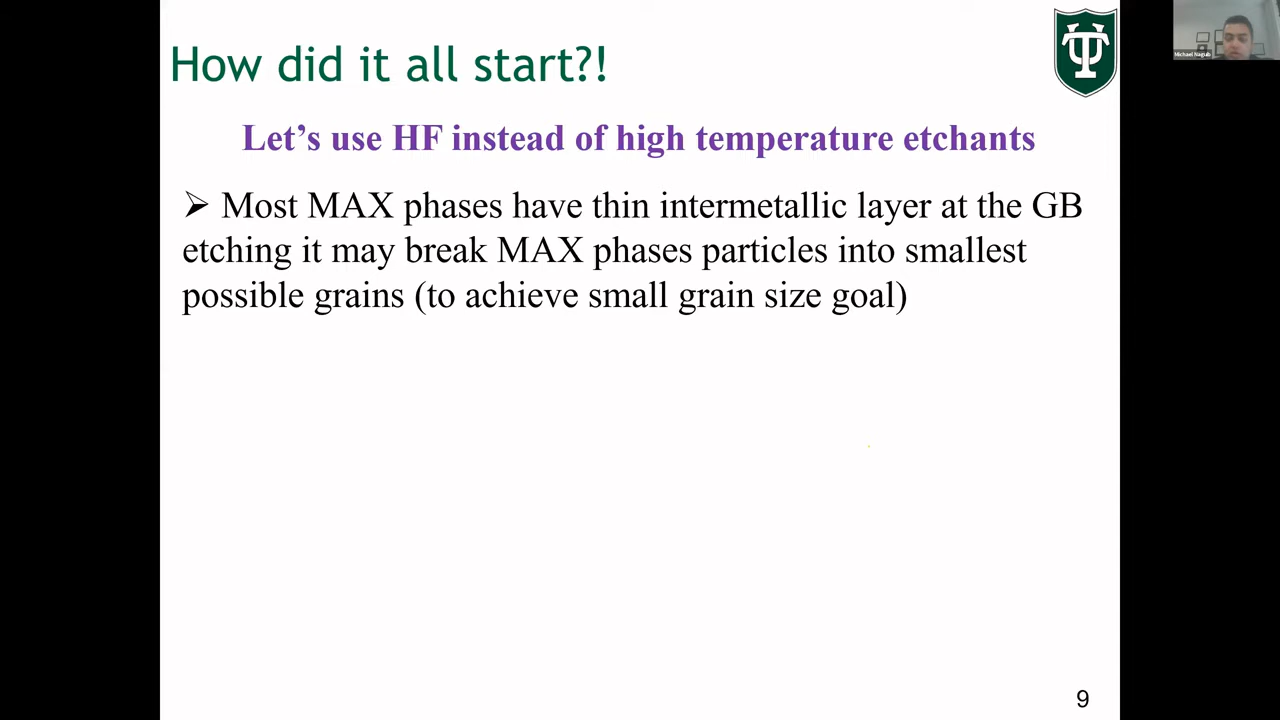 How did it all start?!
Michael Naguib
Let's use HF instead of high temperature etchants
➢ Most MAX phases have thin intermetallic layer at the GB
etching it may break MAX phases particles into smallest
possible grains (to achieve small grain size goal)
9